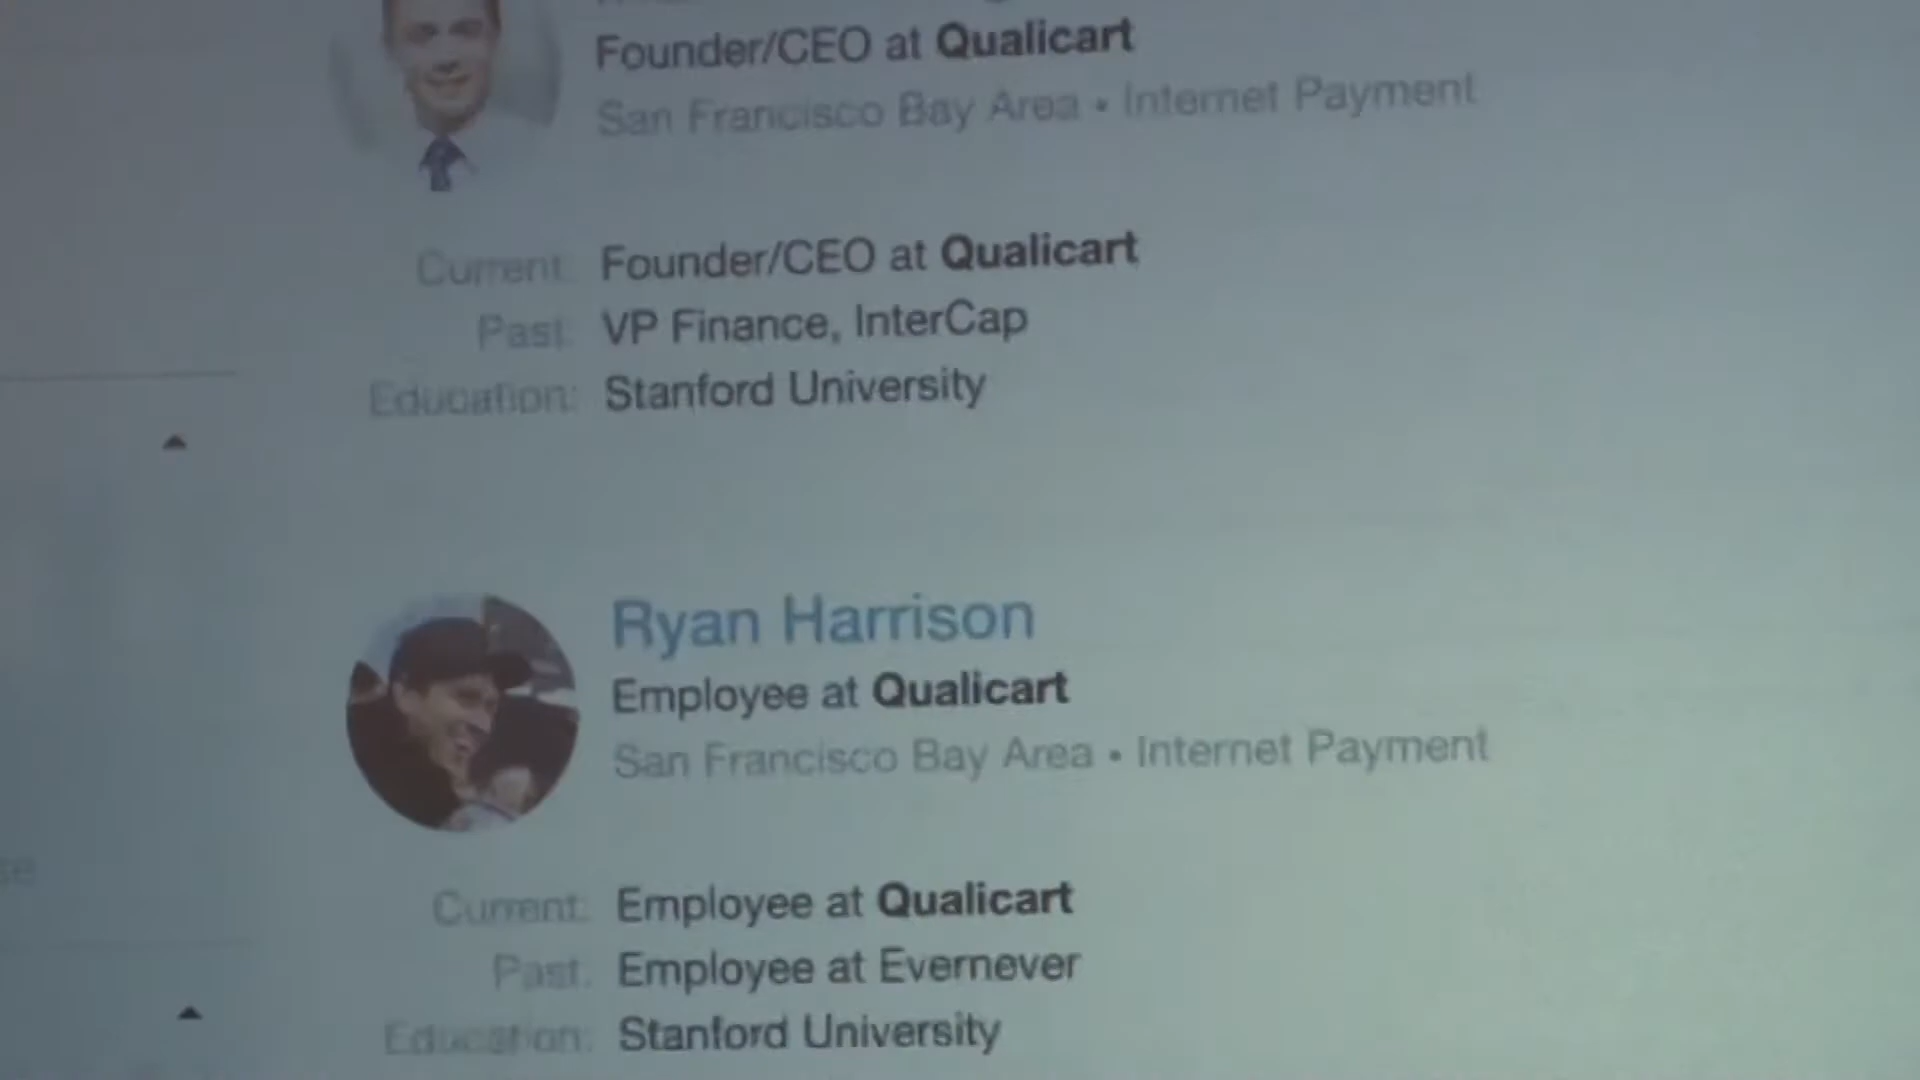 Founder/CEO at Qualicart
San Francisco Bay Area • Internet Payment
Current: Founder/CEO at Qualicart
Past: VP Finance, InterCap
Education: Stanford University
Ryan Harrison
Employee at Qualicart
San Francisco Bay Area • Internet Payment
Current: Employee at Qualicart
Past: Employee at Evernever
Education: Stanford University